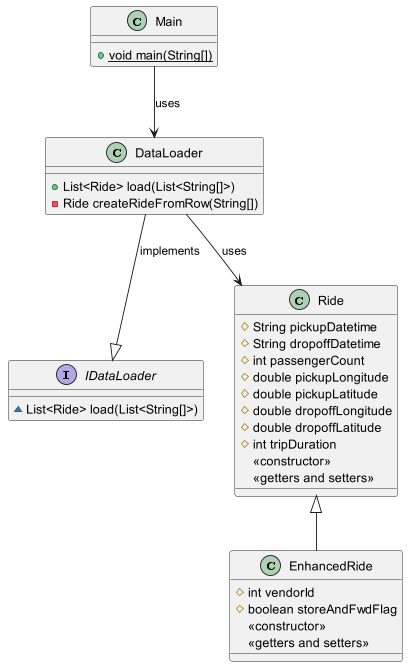 C Main
void main(String[])
uses
C DataLoader
List<Ride> load(List<String[]>)
Ride createRideFromRow(String[])
implements
uses
I IDataLoader
List<Ride> load(List<String[]>)
C Ride
String pickupDatetime
String dropoffDatetime
int passengerCount
double pickupLongitude
double pickupLatitude
double dropoffLongitude
double dropoffLatitude
int tripDuration
«constructor»
«getters and setters»
C EnhancedRide
int vendorId
boolean storeAndFwdFlag
«constructor»
«getters and setters»